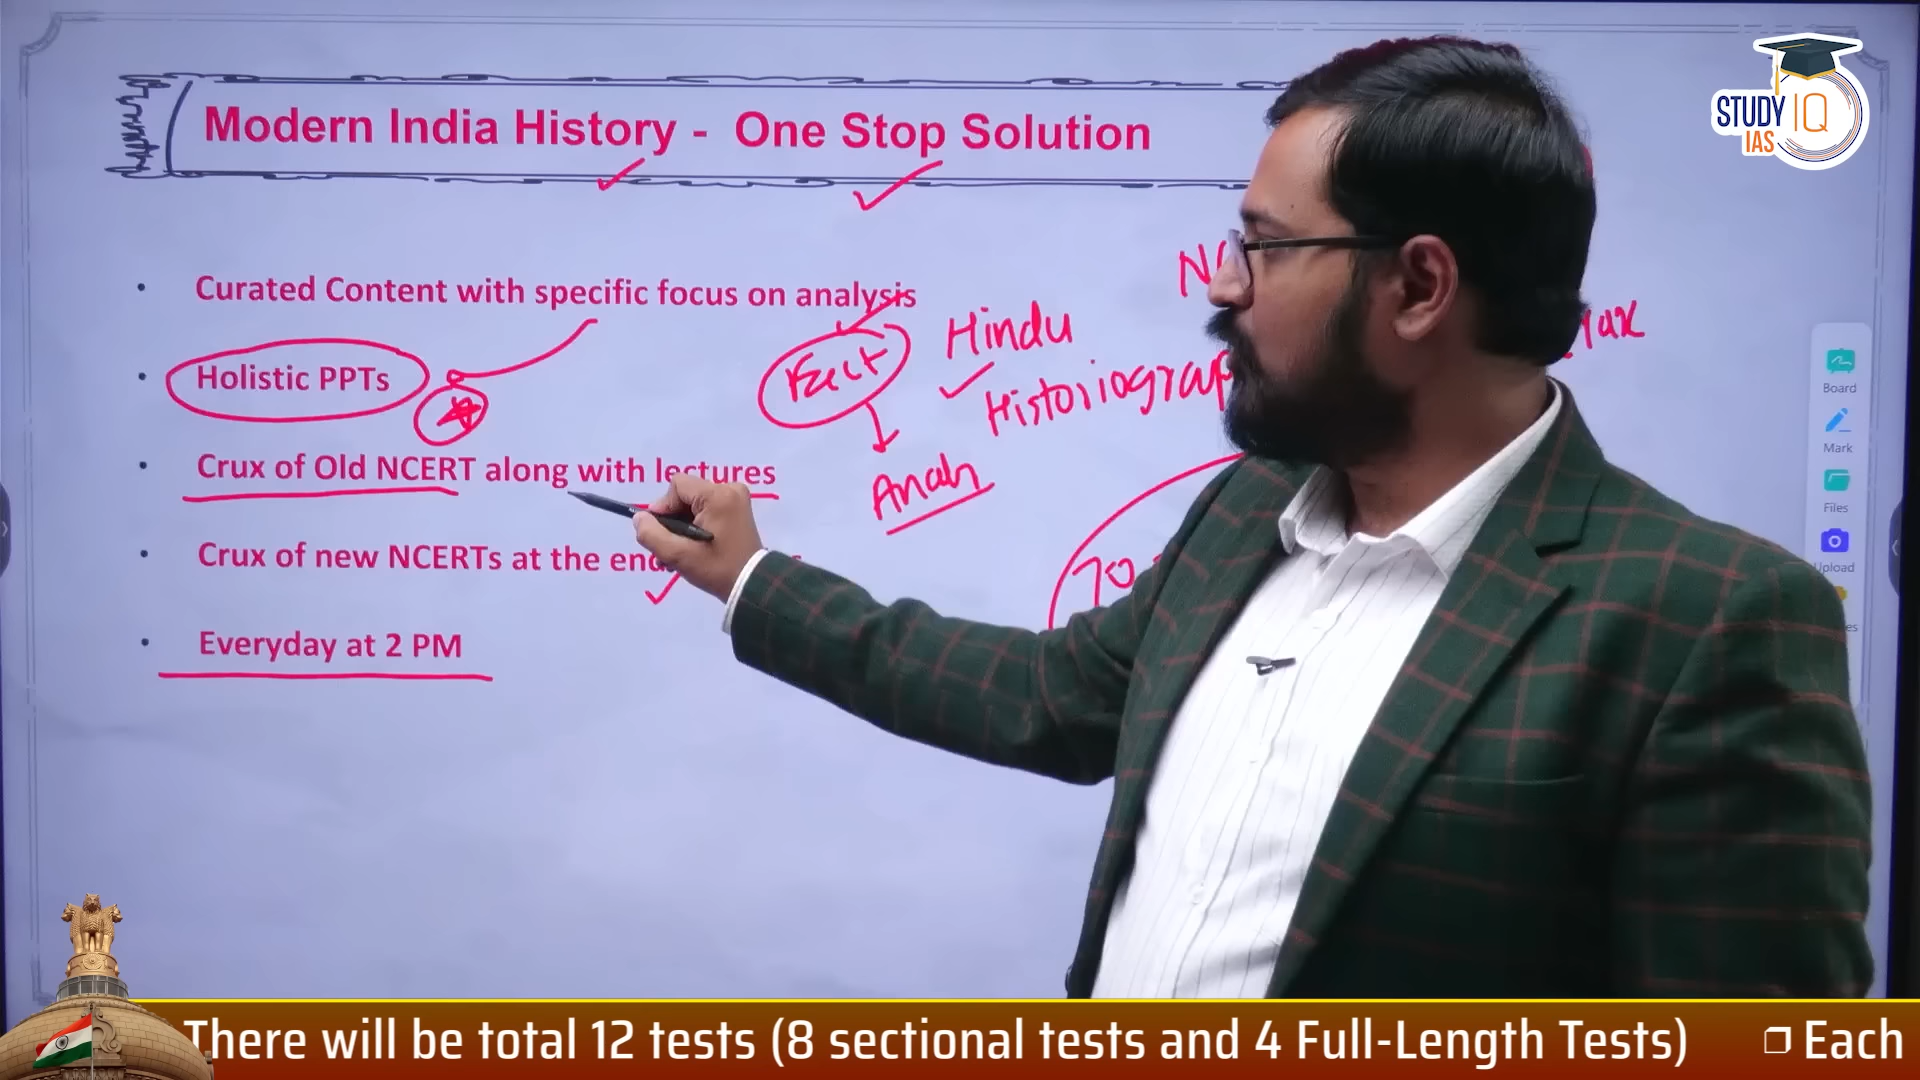 Modern India History - One Stop Solution
STUDY IQ
IAS
• Curated Content with specific focus on analysis
• Holistic PPTs
Fact
Hindu
Historiograp
Tax
• Crux of Old NCERT along with lectures
• Crux of new NCERTs at the end
70
• Everyday at 2 PM
Board
Mark
Files
Upload
There will be total 12 tests (8 sectional tests and 4 Full-Length Tests) ❐ Each